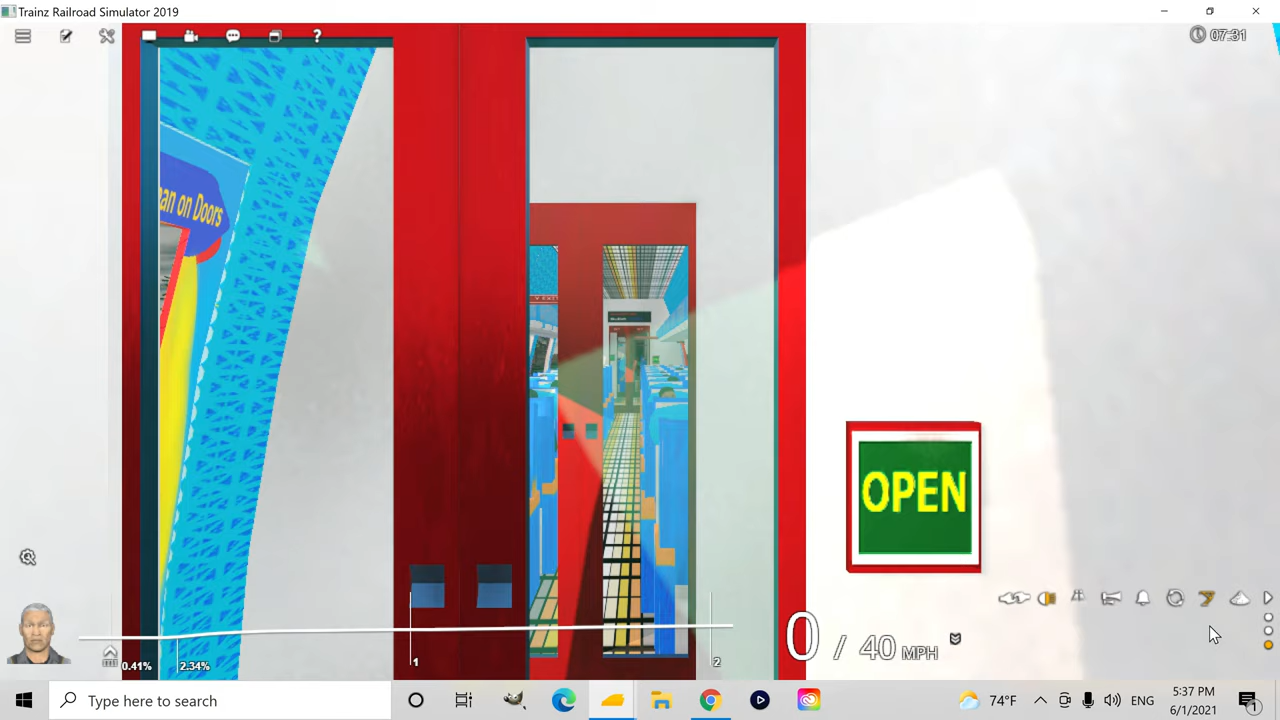 Trainz Railroad Simulator 2019
?
07:31
an on Doors
OPEN
0 / 40 MPH
0.41%
2.34%
1
2
Type here to search
74°F
ENG
5:37 PM
6/1/2021
1